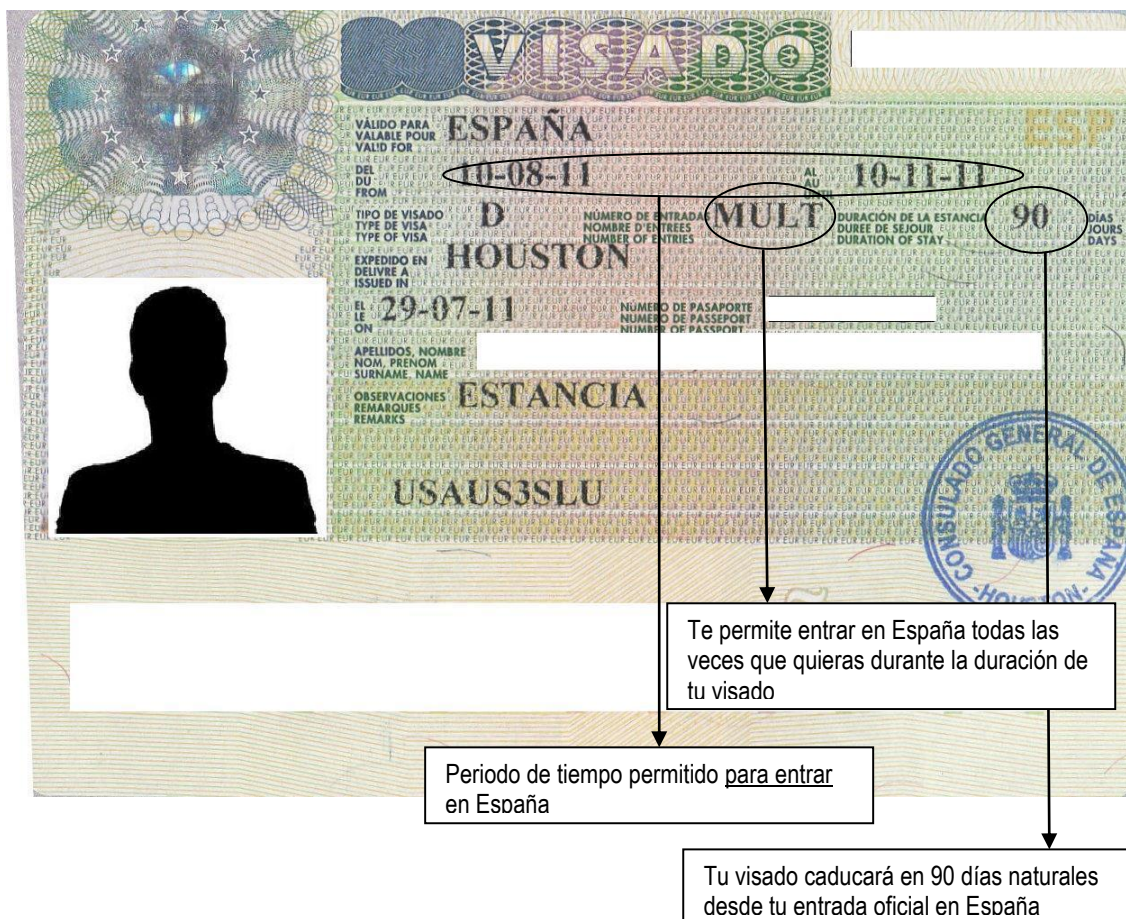 VISADO
VÁLIDO PARA
VALABLE POUR
VALID FOR
ESPAÑA
ESP
DEL
DU
FROM
10-08-11
AL
10-11-11
TIPO DE VISADO
TYPE DE VISA
TYPE OF VISA
D
NÚMERO DE ENTRADA
NOMBRE D'ENTREES
NUMBER OF ENTRIES
MULT
DURACIÓN DE LA ESTANCIA
DUREE DE SEJOUR
DURATION OF STAY
90
DÍAS
JOURS
DAYS
EXPEDIDO EN
DELIVRE A
ISSUED IN
HOUSTON
EL
LE
ON
29-07-11
NÚMERO DE PASAPORTE
NUMERO DE PASSEPORT
NUMBER OF PASSPORT
APELLIDOS, NOMBRE
NOM, PRENOM
SURNAME, NAME
OBSERVACIONES
REMARQUES
REMARKS
ESTANCIA
USAUS3SLU
CONSULADO GENERAL DE ESPAÑA
Te permite entrar en España todas las
veces que quieras durante la duración de
tu visado
Periodo de tiempo permitido para entrar
en España
Tu visado caducará en 90 días naturales
desde tu entrada oficial en España